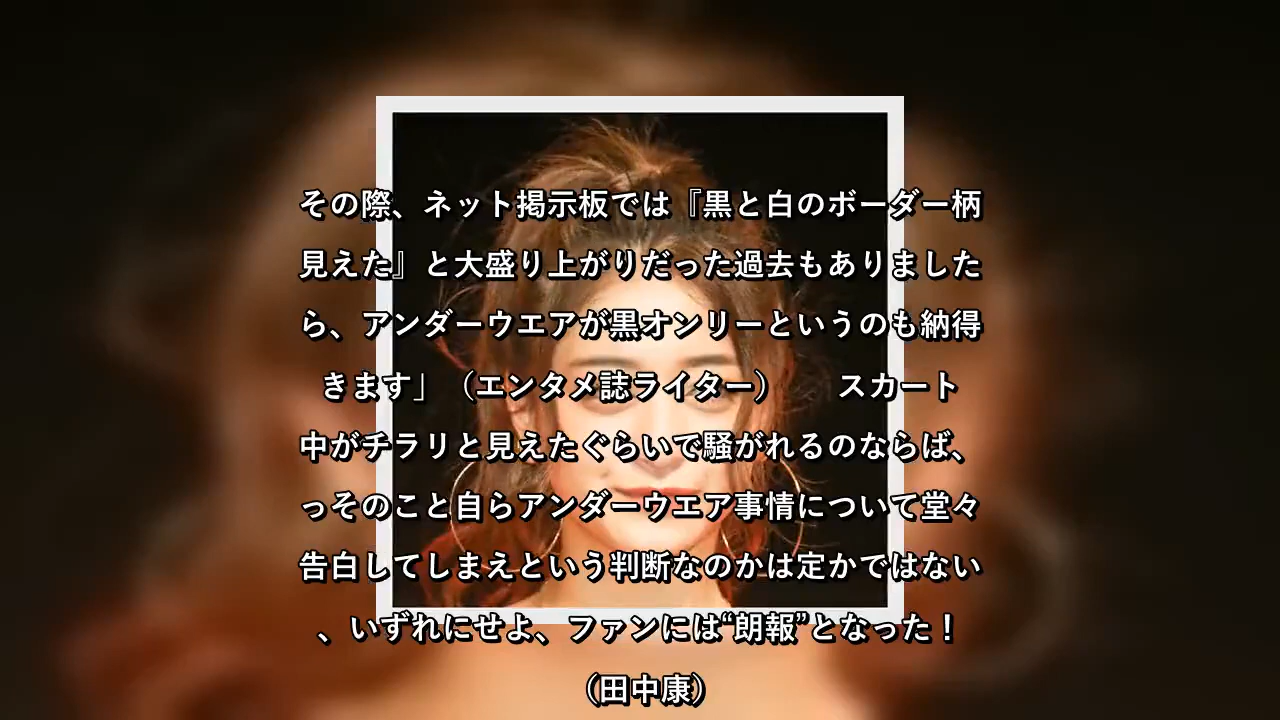 その際、ネット掲示板では『黒と白のボーダー柄
見えた』と大盛り上がりだった過去もありました
ら、アンダーウエアが黒オンリーというのも納得
きます」（エンタメ誌ライター）　　スカート
中がチラリと見えたぐらいで騒がれるのならば、
っそのこと自らアンダーウエア事情について堂々
告白してしまえという判断なのかは定かではない
、いずれにせよ、ファンには“朗報”となった！
（田中康）